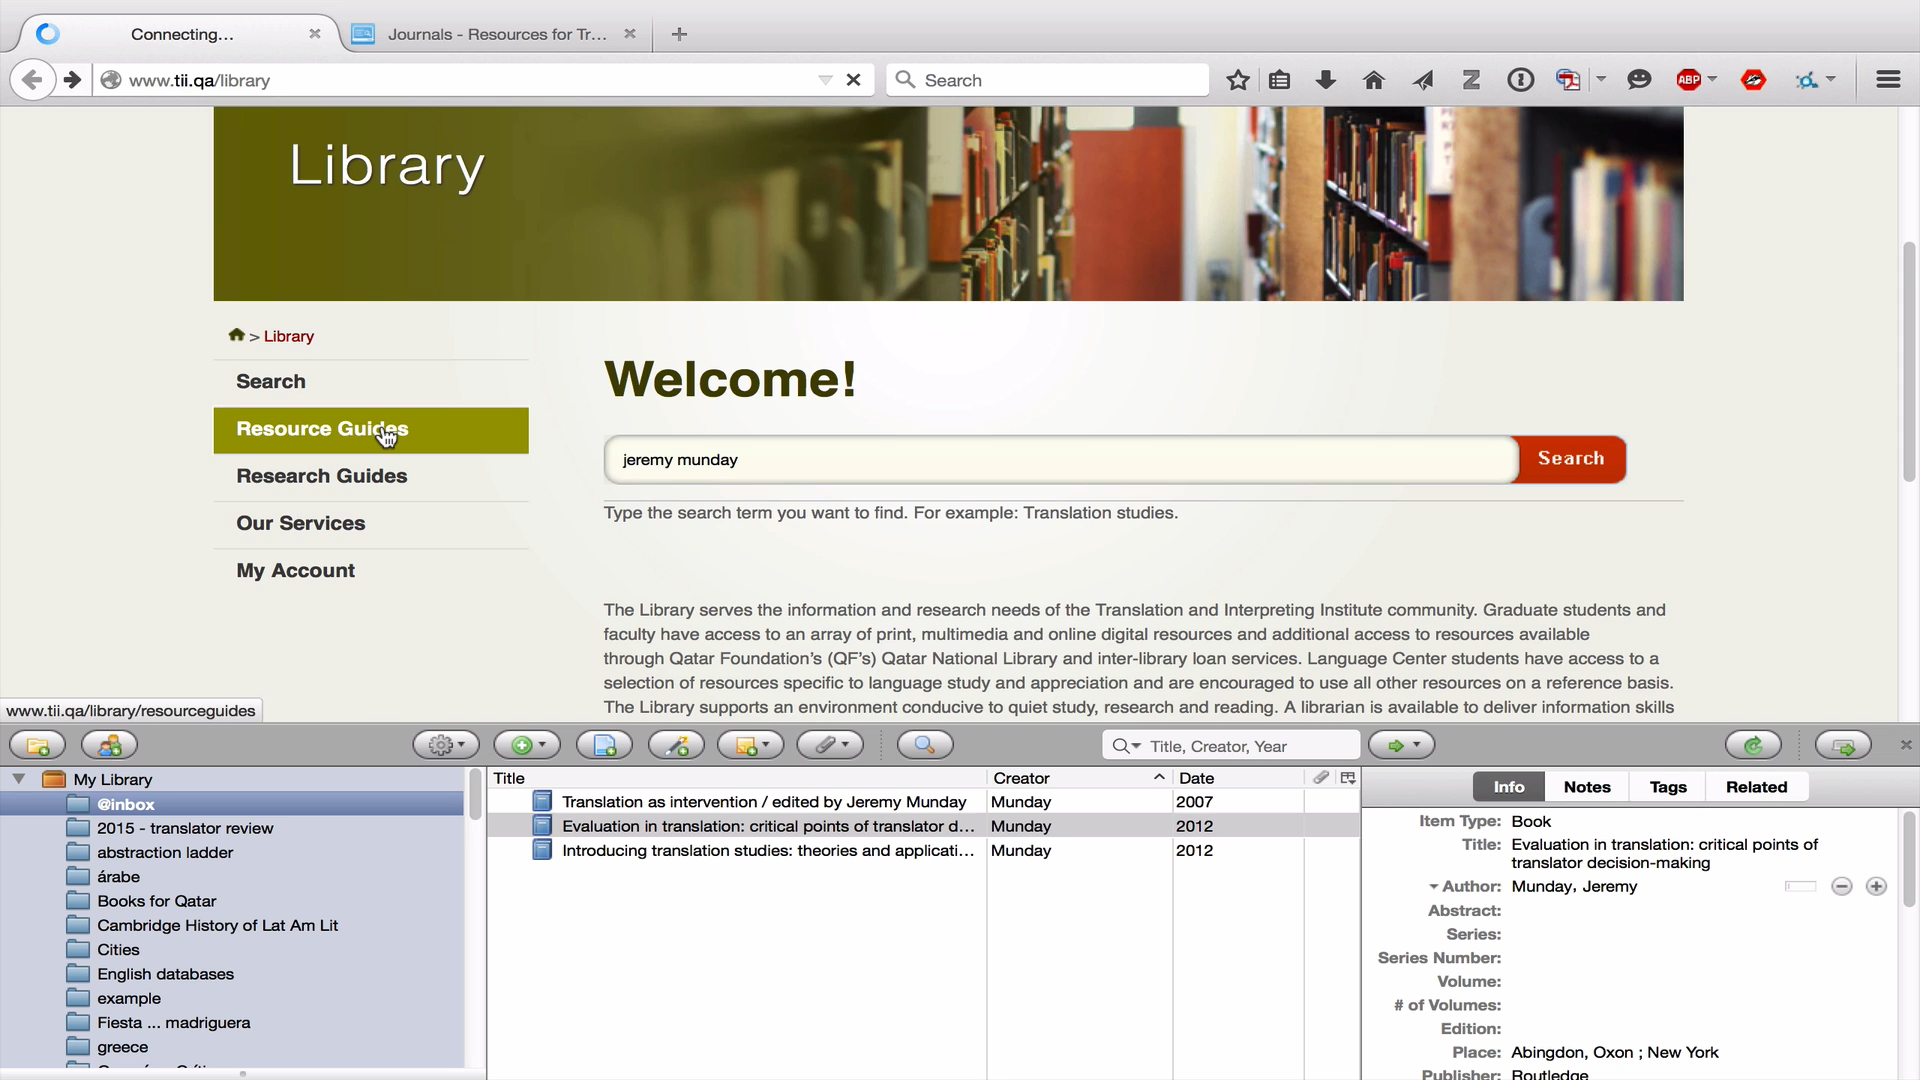 Connecting...
Journals - Resources for Tr...
www.tii.qa/library
Search
ABP
Library
> Library
Search
Resource Guides
Research Guides
Our Services
My Account
Welcome!
jeremy munday
Search
Type the search term you want to find. For example: Translation studies.
The Library serves the information and research needs of the Translation and Interpreting Institute community. Graduate students and
faculty have access to an array of print, multimedia and online digital resources and additional access to resources available
through Qatar Foundation's (QF's) Qatar National Library and inter-library loan services. Language Center students have access to a
selection of resources specific to language study and appreciation and are encouraged to use all other resources on a reference basis.
The Library supports an environment conducive to quiet study, research and reading. A librarian is available to deliver information skills
www.tii.qa/library/resourceguides
Title, Creator, Year
My Library
@inbox
2015 - translator review
abstraction ladder
árabe
Books for Qatar
Cambridge History of Lat Am Lit
Cities
English databases
example
Fiesta ... madriguera
greece
Title Creator Date
Translation as intervention / edited by Jeremy Munday Munday 2007
Evaluation in translation: critical points of translator d... Munday 2012
Introducing translation studies: theories and applicati... Munday 2012
Info Notes Tags Related
Item Type: Book
Title: Evaluation in translation: critical points of
translator decision-making
Author: Munday, Jeremy
Abstract:
Series:
Series Number:
Volume:
# of Volumes:
Edition:
Place: Abingdon, Oxon ; New York
Publisher: Routledge